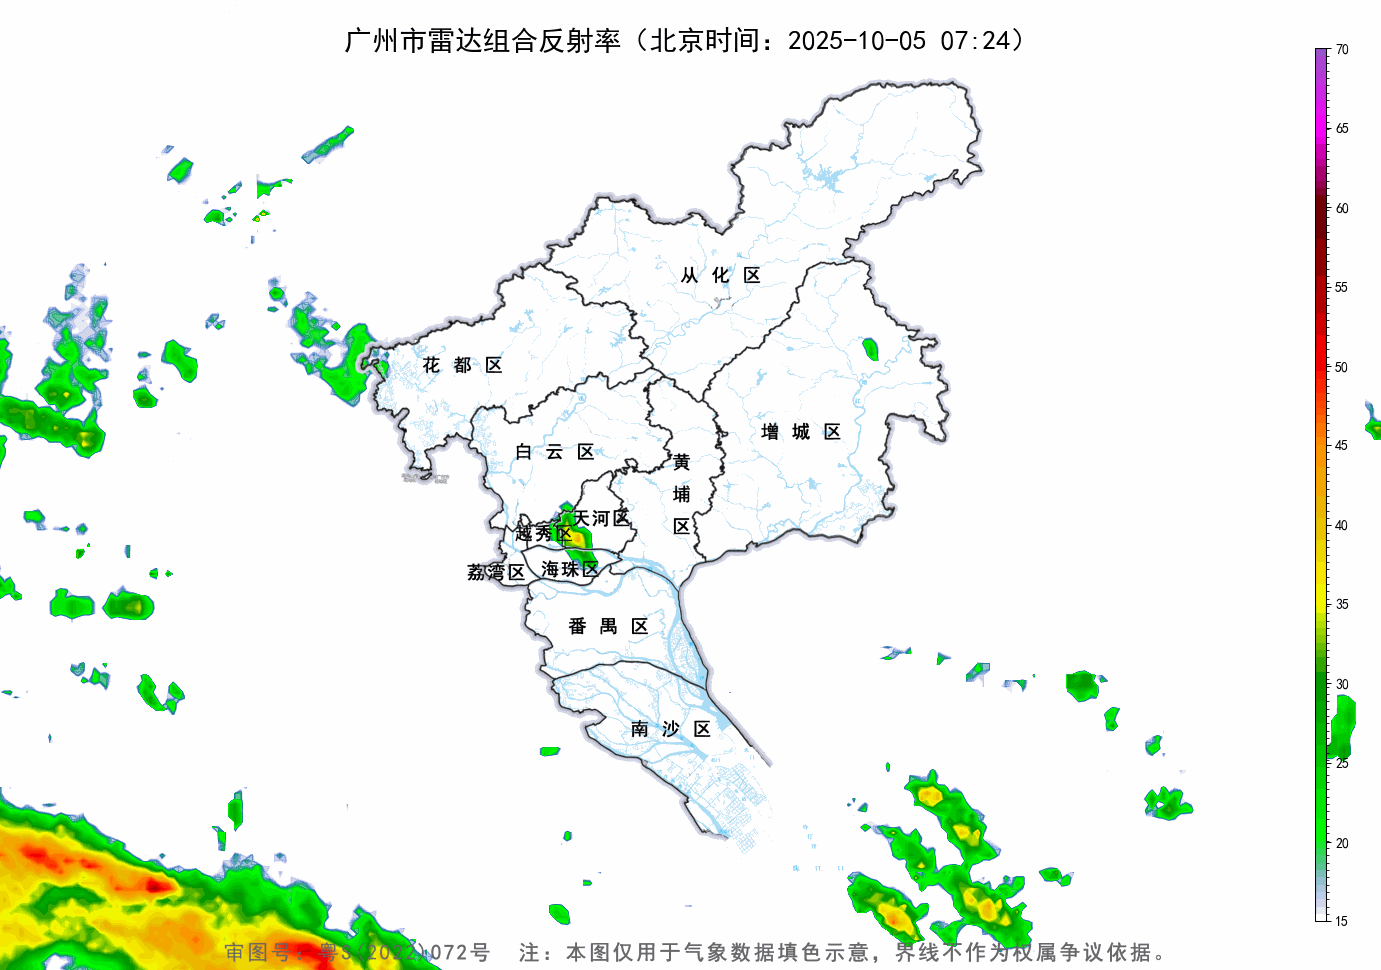 广州市雷达组合反射率（北京时间：2025-10-05 07:24）
70
65
60
55
50
45
40
35
30
25
20
15
从化区
花都区
增城区
白云区
黄埔区
天河区
越秀区
荔湾区
海珠区
番禺区
南沙区
审图号：粤S(2022)072号 注：本图仅用于气象数据填色示意，界线不作为权属争议依据。